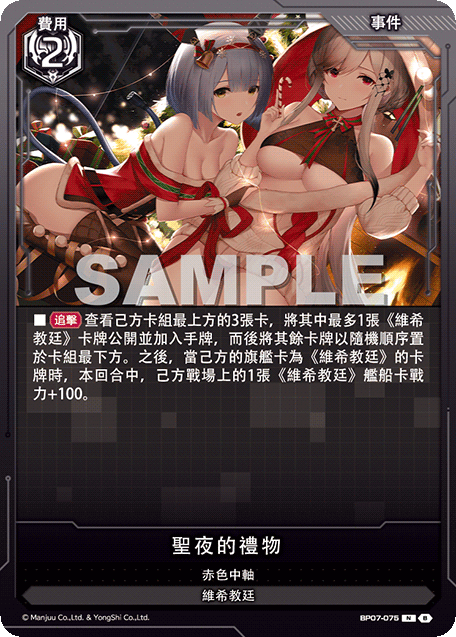 費用
2
事件
SAMPLE
■ 追擊 查看己方卡組最上方的3張卡，將其中最多1張《維希
教廷》卡牌公開並加入手牌，而後將其餘卡牌以隨機順序置
於卡組最下方。之後，當己方的旗艦卡為《維希教廷》的卡
牌時，本回合中，己方戰場上的1張《維希教廷》艦船卡戰
力+100。
聖夜的禮物
赤色中軸
維希教廷
© Manjuu Co.,Ltd. & YongShi Co.,Ltd.
BP07-075 N B